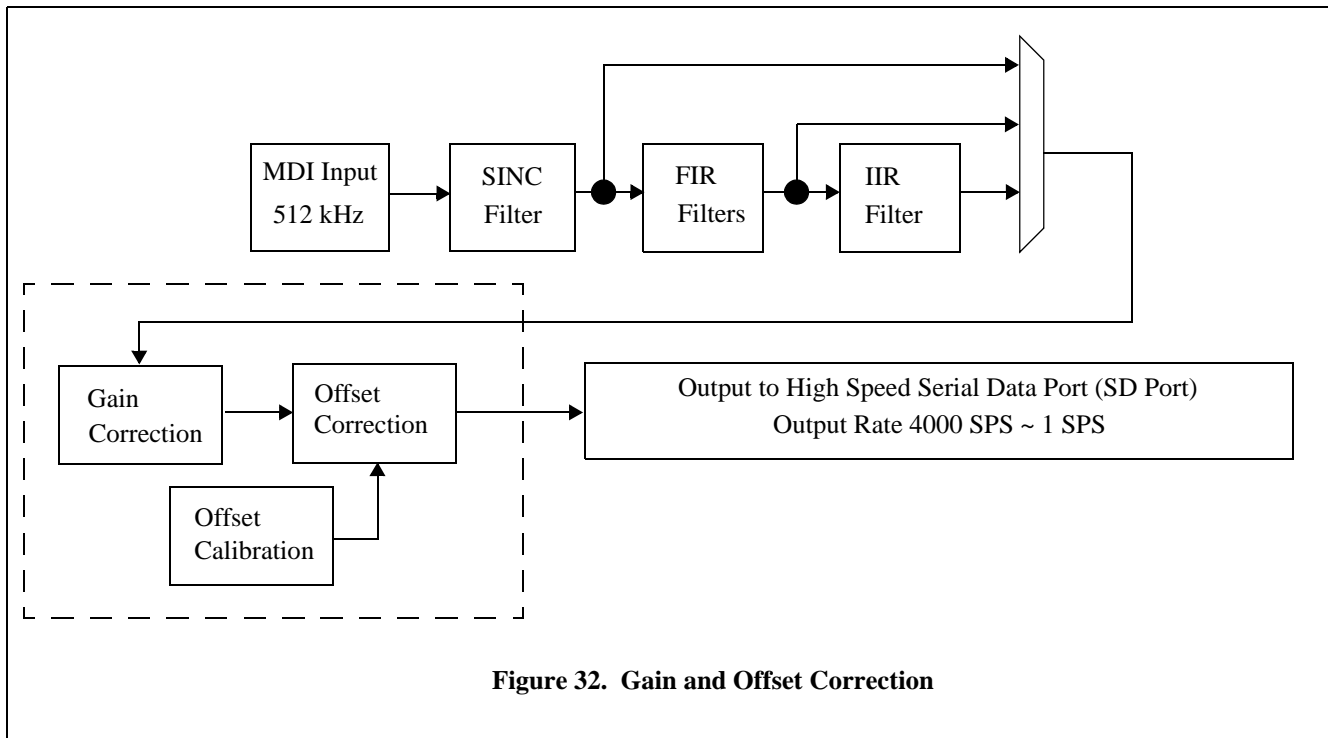 MDI Input
512 kHz
SINC
Filter
FIR
Filters
IIR
Filter
Gain
Correction
Offset
Correction
Output to High Speed Serial Data Port (SD Port)
Output Rate 4000 SPS ~ 1 SPS
Offset
Calibration
Figure 32.  Gain and Offset Correction